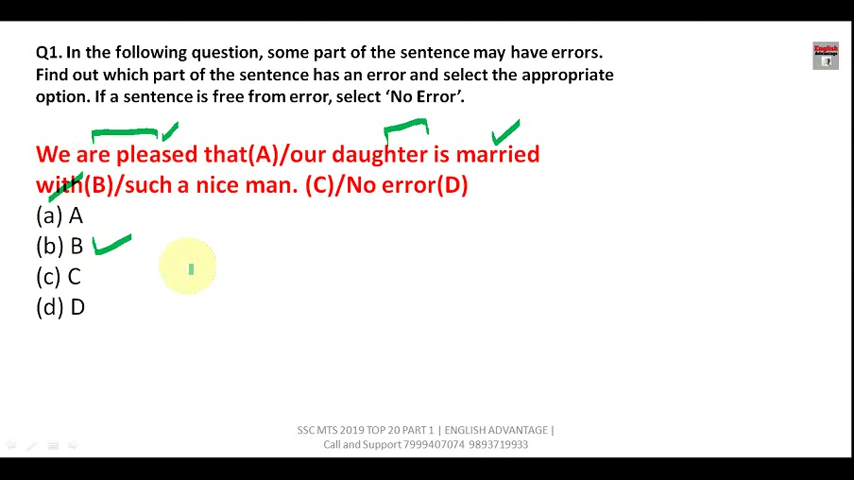 Q1. In the following question, some part of the sentence may have errors.
Find out which part of the sentence has an error and select the appropriate
option. If a sentence is free from error, select ‘No Error’.
English
Advantage
We are pleased that(A)/our daughter is married
with(B)/such a nice man. (C)/No error(D)
(a) A
(b) B
(c) C
(d) D
SSC MTS 2019 TOP 20 PART 1 | ENGLISH ADVANTAGE |
Call and Support 7999407074 9893719933